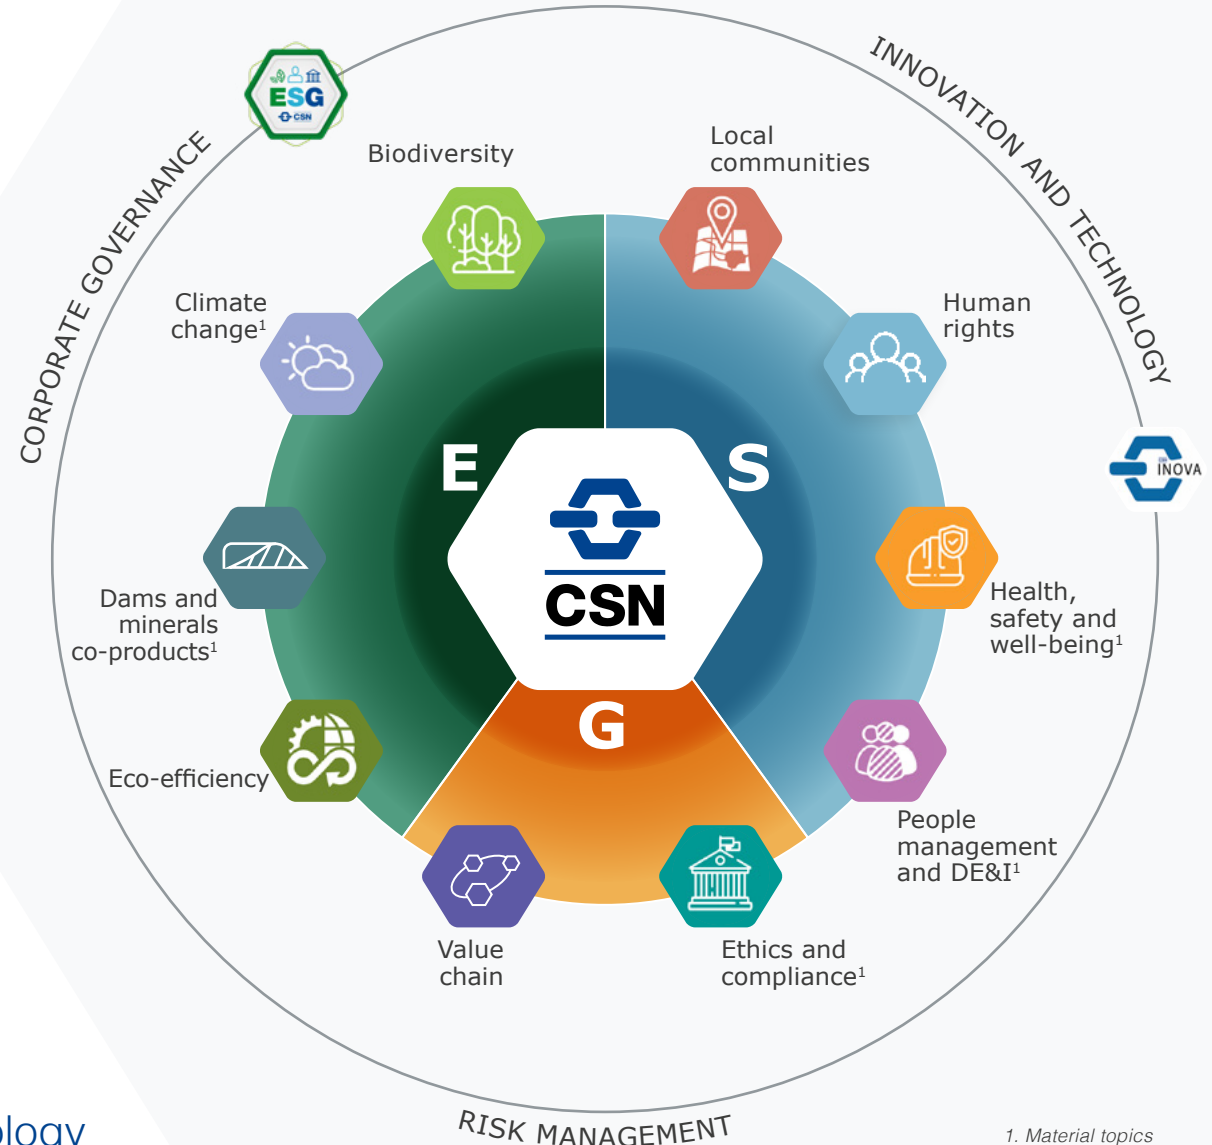 INNOVATION AND TECHNOLOGY
ESG
CSN
CORPORATE GOVERNANCE
Biodiversity
Local
communities
Climate
change¹
Human
rights
E
S
INOVA
CSN
Dams and
minerals
co-products¹
Health,
safety and
well-being¹
G
Eco-efficiency
People
management
and DE&I¹
Value
chain
Ethics and
compliance¹
RISK MANAGEMENT
1. Material topics